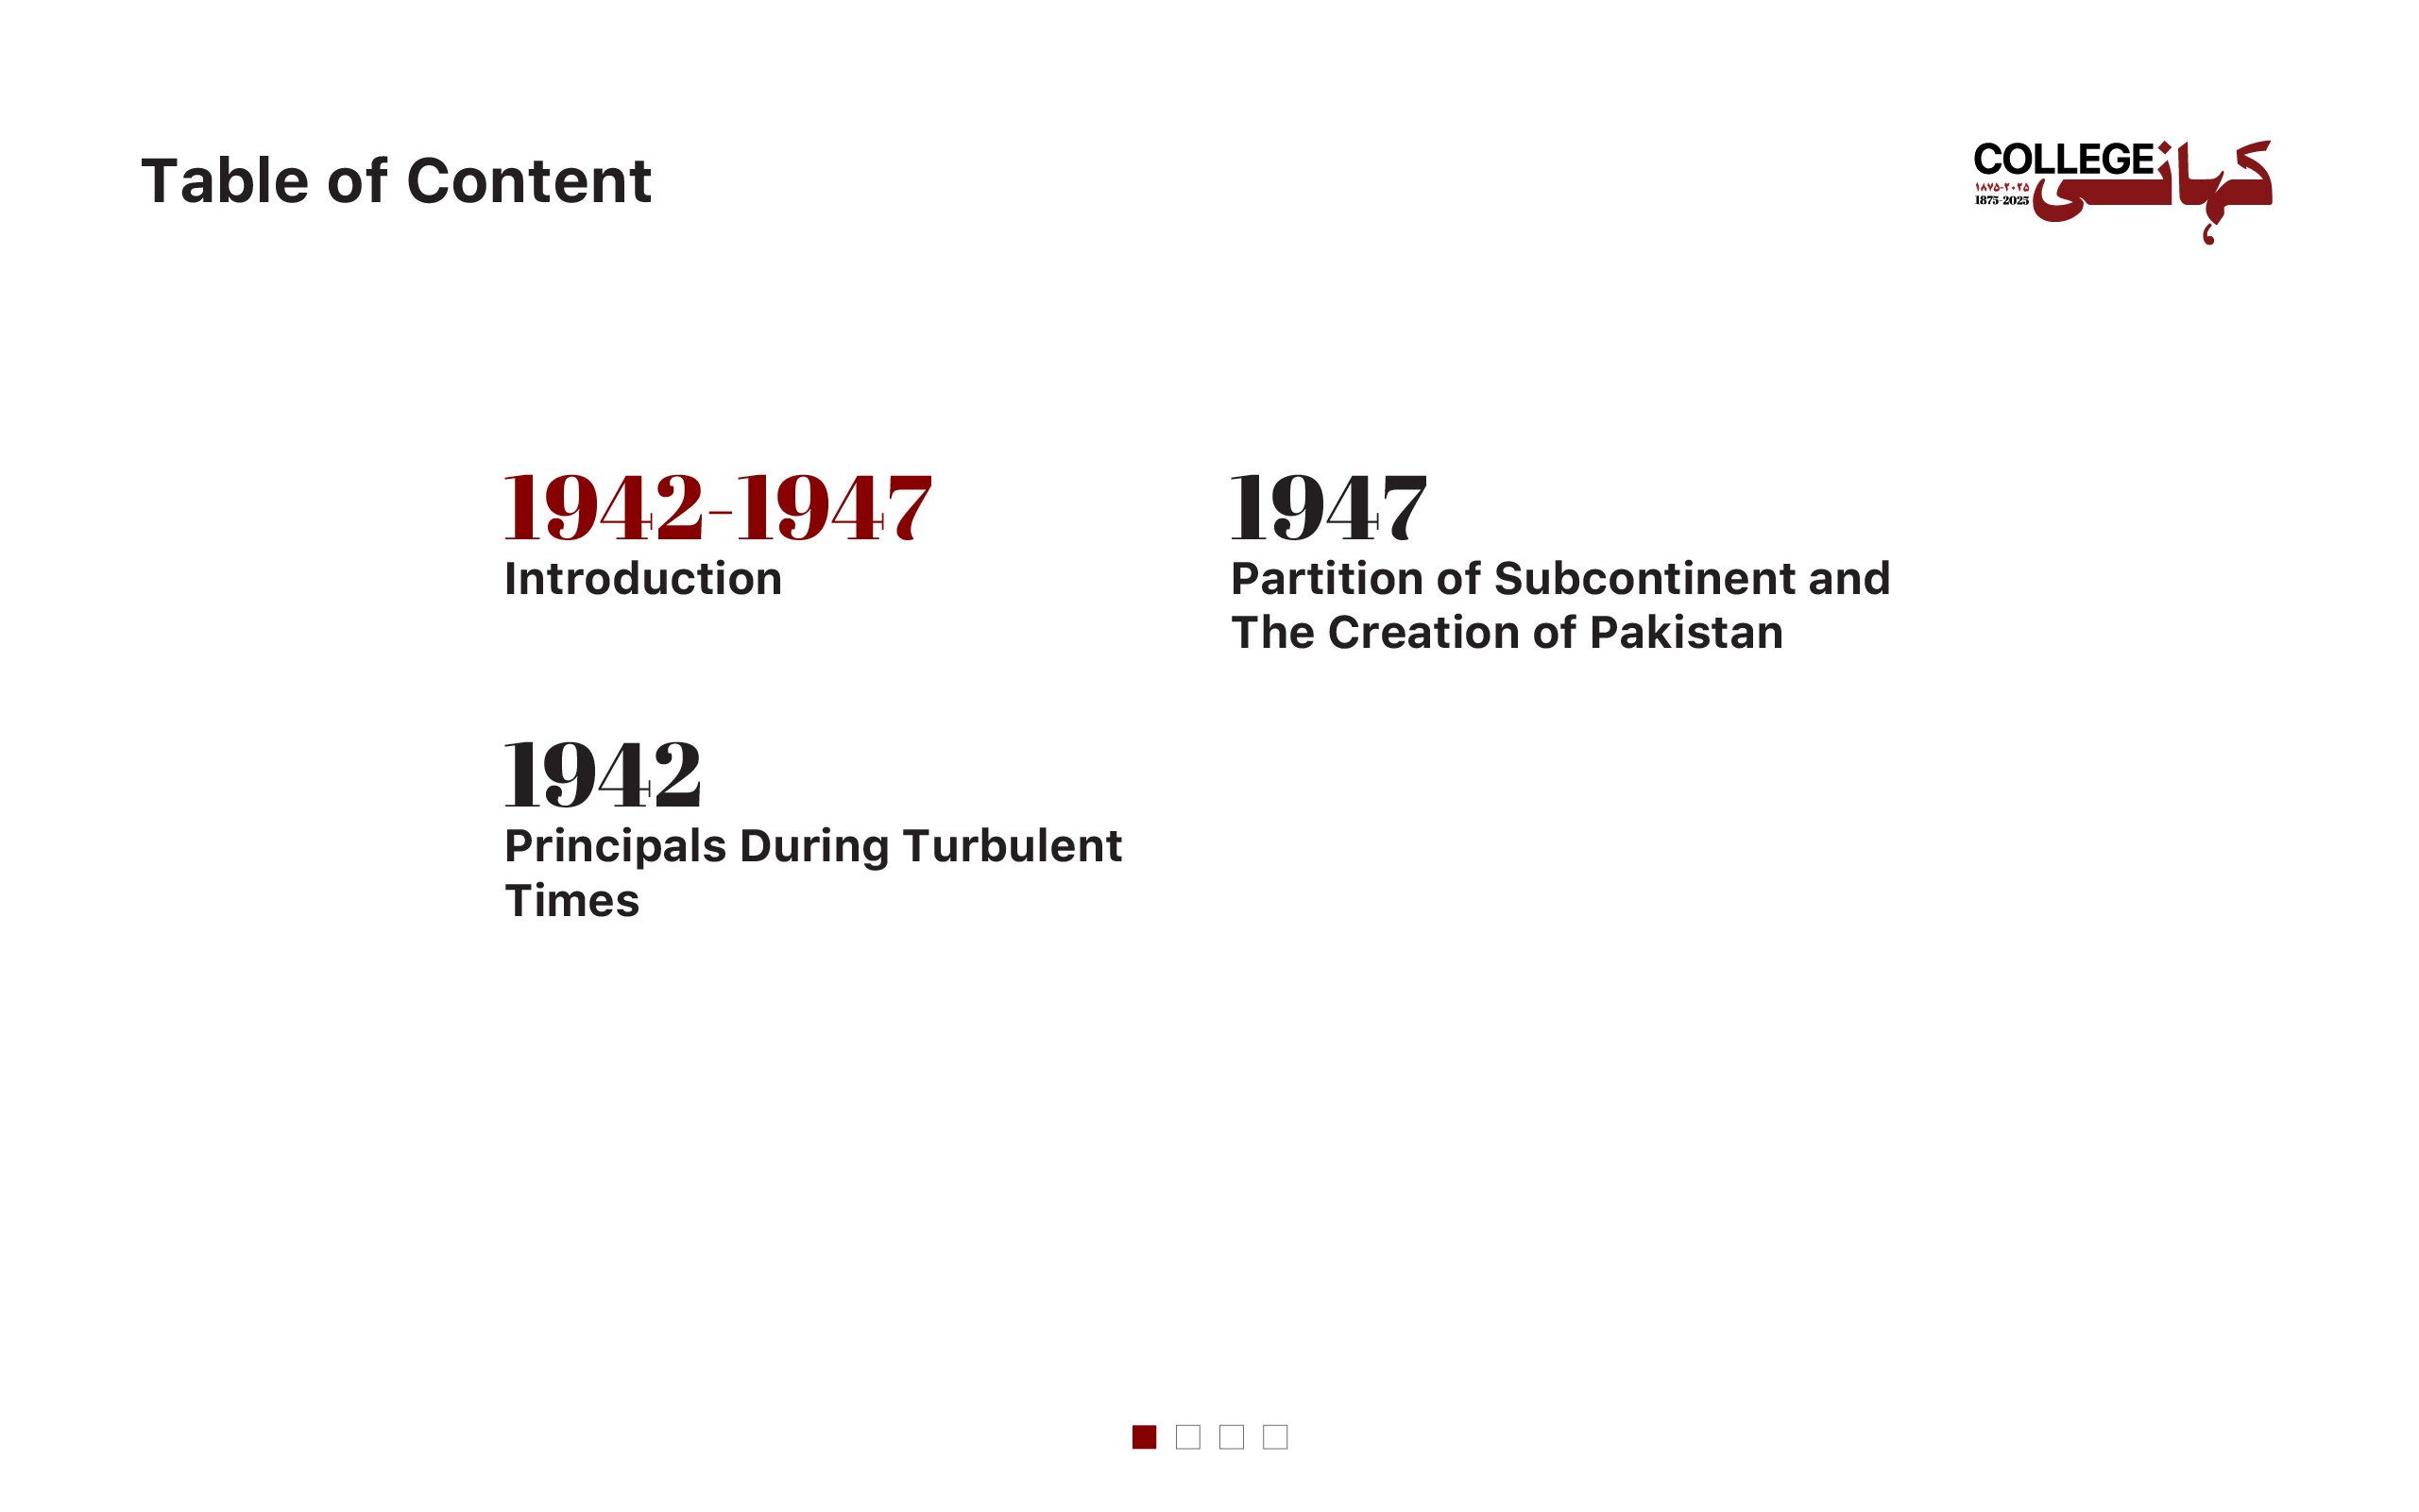 Table of Content
COLLEGE کہانی
۱۸۷۵-۲۰۲۵
1875-2025
1942-1947
Introduction
1942
Principals During Turbulent
Times
1947
Partition of Subcontinent and
The Creation of Pakistan